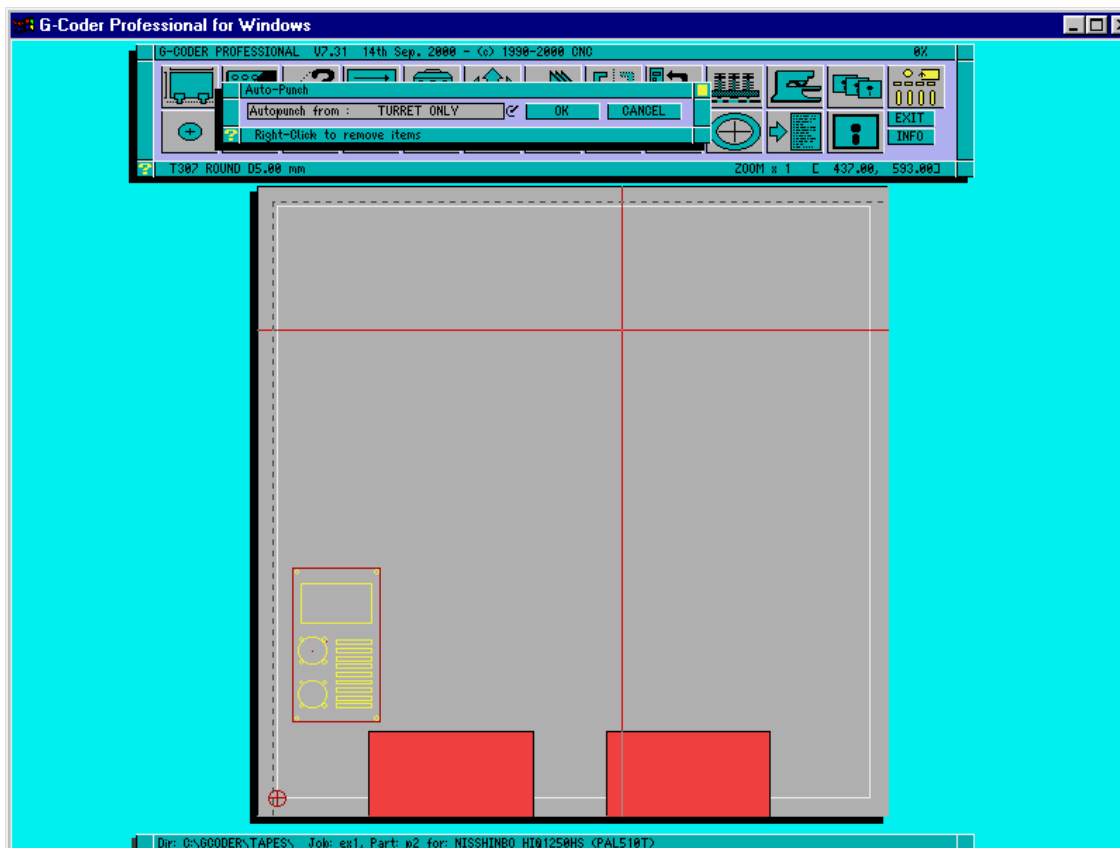 G-Coder Professional for Windows
G-CODER PROFESSIONAL V7.31 14th Sep. 2000 - (c) 1990-2000 CNC 0%
Auto-Punch
Autopunch from : TURRET ONLY OK CANCEL
? Right-Click to remove items
EXIT
INFO
? T307 ROUND D5.00 mm ZOOM x 1 [ 437.00, 593.00]
Dir: C:\GCODER\TAPES\ Job: ex1, Part: p2 for: NISSHINBO HIQ1250HS (PAL510T)